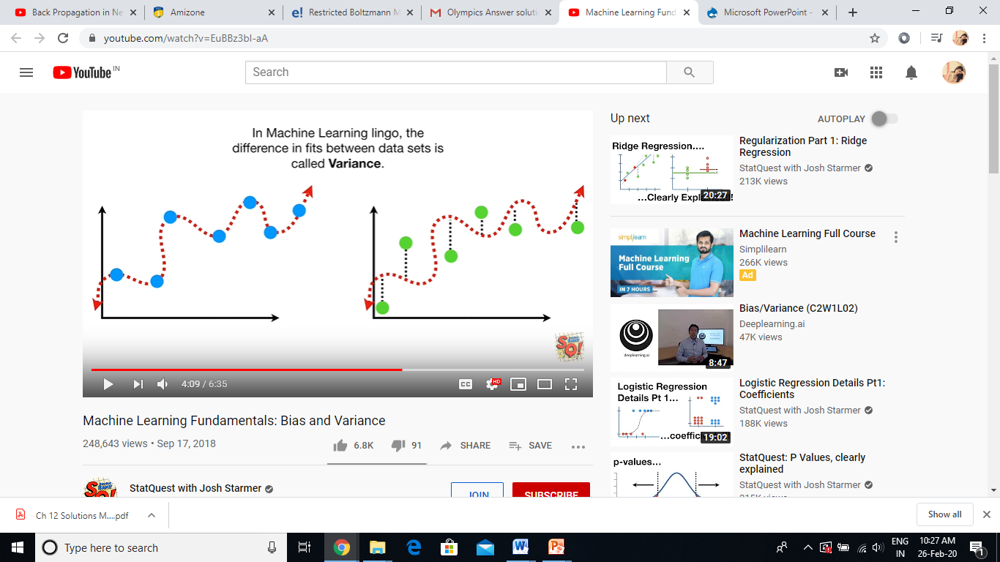 Back Propagation in Ne
Amizone
Restricted Boltzmann M
Olympics Answer soluti
Machine Learning Fund
Microsoft PowerPoint -
youtube.com/watch?v=EuBBz3bI-aA
YouTube IN
Search
In Machine Learning lingo, the
difference in fits between data sets is
called Variance.
4:09 / 6:35
CC
HD
Machine Learning Fundamentals: Bias and Variance
248,643 views • Sep 17, 2018
6.8K
91
SHARE
SAVE
StatQuest with Josh Starmer
JOIN
SUBSCRIBE
Up next
AUTOPLAY
Ridge Regression....
...Clearly Expl
!
20:27
Regularization Part 1: Ridge
Regression
StatQuest with Josh Starmer
213K views
simplilearn
Machine Learning
Full Course
IN 7 HOURS
Machine Learning Full Course
Simplilearn
266K views
Ad
deeplearning.ai
8:47
Bias/Variance (C2W1L02)
Deeplearning.ai
47K views
Logistic Regression
Details Pt 1...
...coeffic
19:02
Logistic Regression Details Pt1:
Coefficients
StatQuest with Josh Starmer
188K views
p-values...
StatQuest: P Values, clearly
explained
StatQuest with Josh Starmer
Ch 12 Solutions M....pdf
Show all
Type here to search
ENG
IN
10:27 AM
26-Feb-20
1